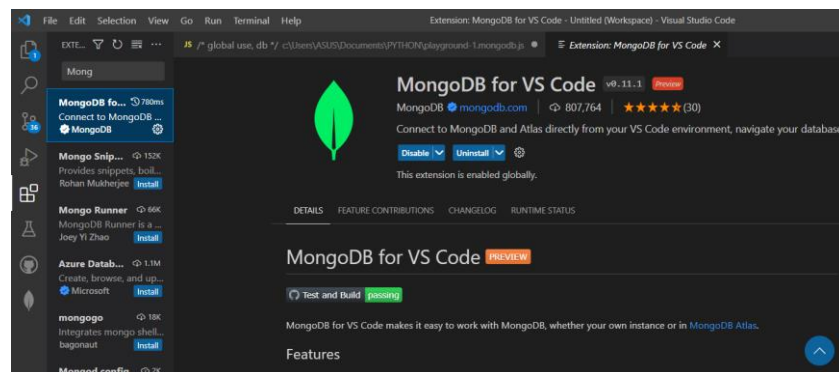 File Edit Selection View Go Run Terminal Help Extension: MongoDB for VS Code - Untitled (Workspace) - Visual Studio Code
EXTE... ···
JS /* global use, db */ c:\Users\ASUS\Documents\PYTHON\playground-1.mongodb.js ● Extension: MongoDB for VS Code ×
1
Mong
36
MongoDB fo... 780ms
Connect to MongoDB ...
MongoDB
Mongo Snip... 152K
Provides snippets, boil...
Rohan Mukherjee Install
Mongo Runner 66K
MongoDB Runner is a ...
Joey Yi Zhao Install
Azure Datab... 1.1M
Create, browse, and up...
Microsoft Install
mongogo 18K
Integrates mongo shell...
bagonaut Install
Mongod config 7K
MongoDB for VS Code v0.11.1 Preview
MongoDB mongodb.com | 807,764 | ★★★★★(30)
Connect to MongoDB and Atlas directly from your VS Code environment, navigate your database
Disable Uninstall
This extension is enabled globally.
DETAILS FEATURE CONTRIBUTIONS CHANGELOG RUNTIME STATUS
MongoDB for VS Code PREVIEW
Test and Build passing
MongoDB for VS Code makes it easy to work with MongoDB, whether your own instance or in MongoDB Atlas.
Features